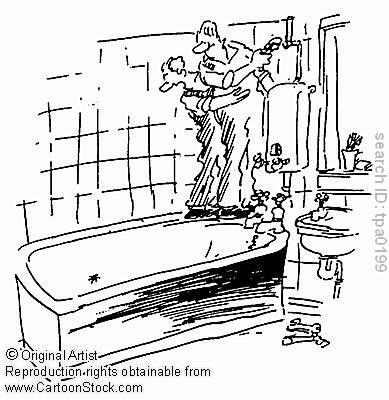 search ID: tpa0199
© Original Artist
Reproduction rights obtainable from
www.CartoonStock.com